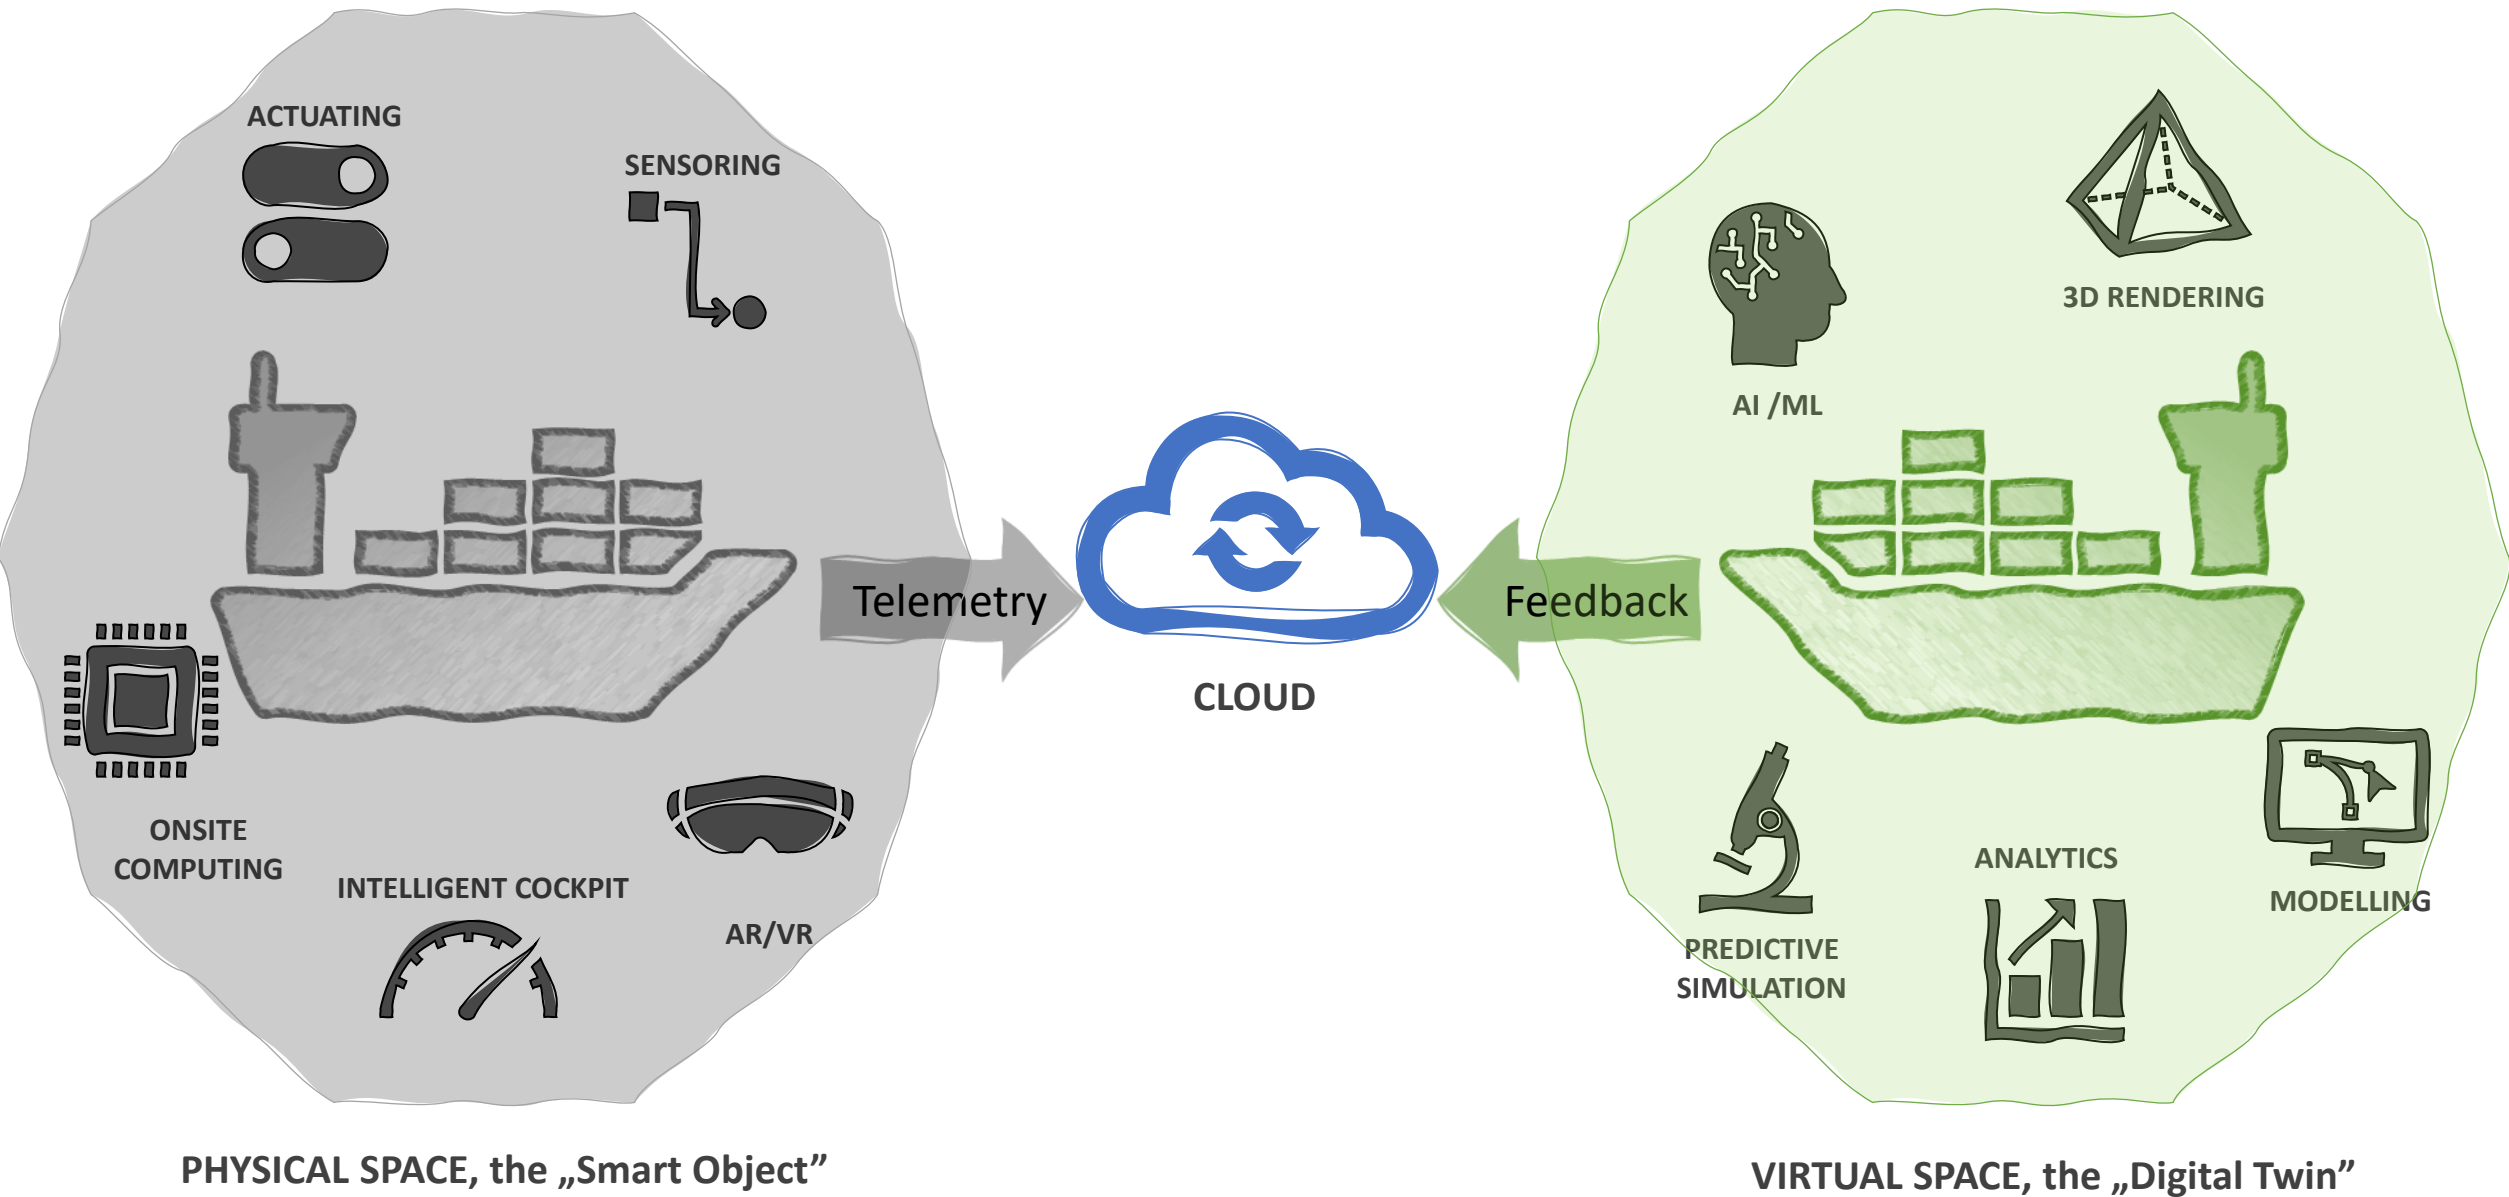 ACTUATING
SENSORING
ONSITE
COMPUTING
INTELLIGENT COCKPIT
AR/VR
Telemetry
CLOUD
Feedback
3D RENDERING
AI /ML
PREDICTIVE
SIMULATION
ANALYTICS
MODELLING
PHYSICAL SPACE, the „Smart Object”
VIRTUAL SPACE, the „Digital Twin”